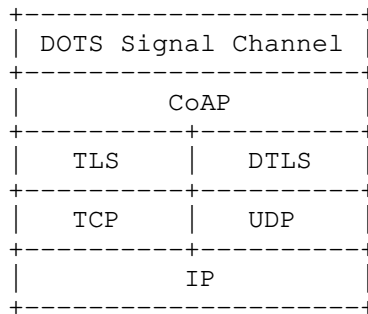 DOTS Signal Channel
CoAP
TLS | DTLS
TCP | UDP
IP